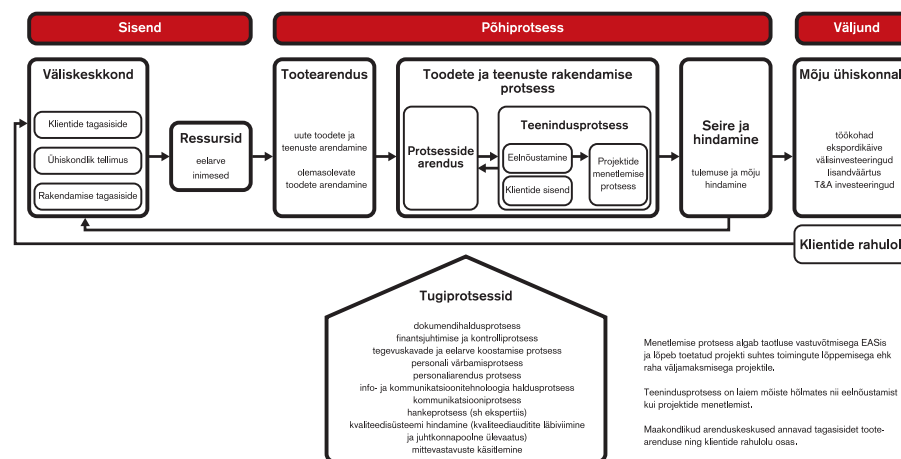 Sisend
Põhiprotsess
Väljund
Väliskeskkond
Klientide tagasiside
Ühiskondlik tellimus
Rakendamise tagasiside
Ressursid
eelarve
inimesed
Tootearendus
uute toodete ja
teenuste arendamine
olemasolevate
toodete arendamine
Toodete ja teenuste rakendamise
protsess
Protsesside
arendus
Teenindusprotsess
Eelnõustamine
Klientide sisend
Projektide
menetlemise
protsess
Seire ja
hindamine
tulemuse ja mõju
hindamine
Mõju ühiskonnal
töökohad
ekspordikäive
välisinvesteeringud
lisandväärtus
T&A investeeringud
Klientide rahulol
Tugiprotsessid
dokumendihaldusprotsess
finantsjuhtimise ja kontrolliprotsess
tegevuskavade ja eelarve koostamise protsess
personali värbamisprotsess
personaliarendus protsess
info- ja kommunikatsioonitehnoloogia haldusprotsess
kommunikatsiooniprotsess
hankeprotsess (sh ekspertiis)
kvaliteedisüsteemi hindamine (kvaliteediauditite läbiviimine
ja juhtkonnapoolne ülevaatus)
mittevastavuste käsitlemine
Menetlemise protsess algab taotluse vastuvõtmisega EASis
ja lõpeb toetatud projekti suhtes toimingute lõppemisega ehk
raha väljamaksmisega projektile.
Teenindusprotsess on laiem mõiste hõlmates nii eelnõustamist
kui projektide menetlemist.
Maakondlikud arenduskeskused annavad tagasisidet toote-
arenduse ning klientide rahulolu osas.